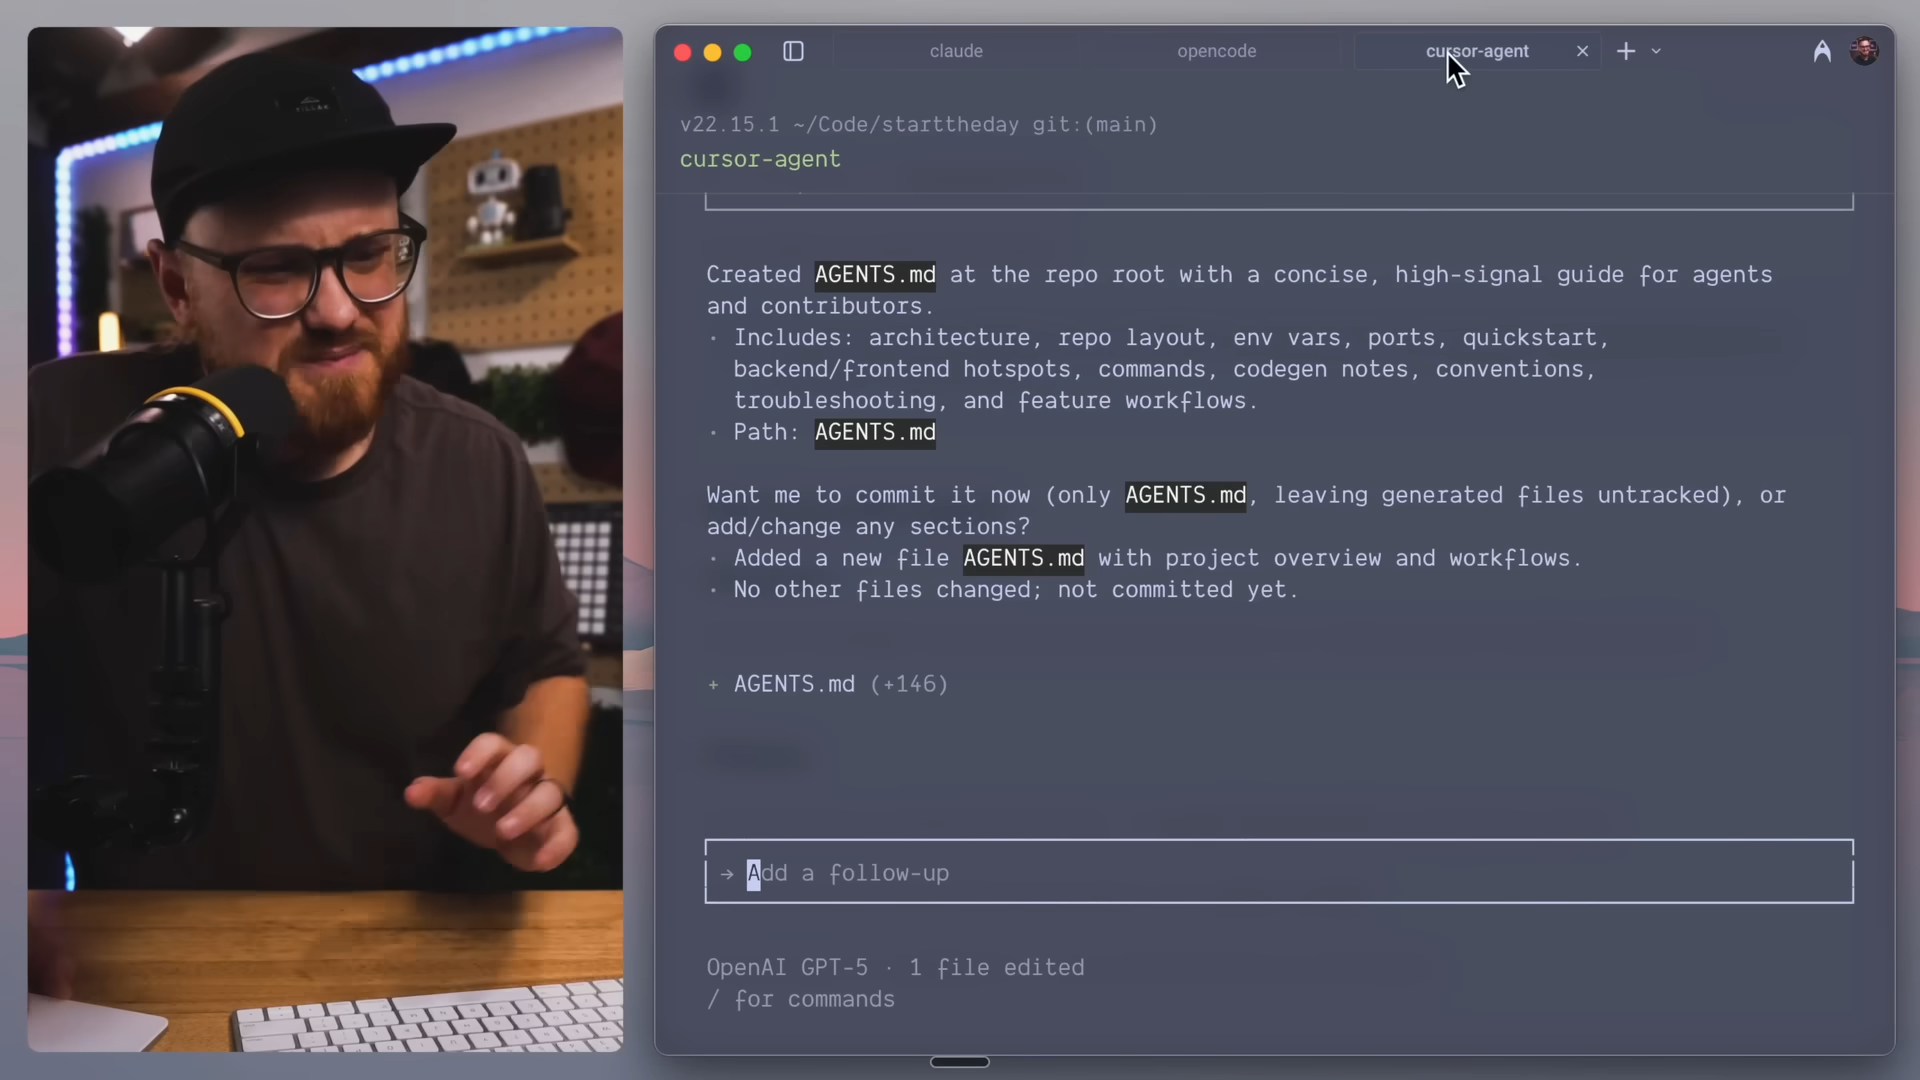 claude
opencode
cursor-agent
v22.15.1 ~/Code/starttheday git:(main)
cursor-agent
Created AGENTS.md at the repo root with a concise, high-signal guide for agents
and contributors.
· Includes: architecture, repo layout, env vars, ports, quickstart,
backend/frontend hotspots, commands, codegen notes, conventions,
troubleshooting, and feature workflows.
· Path: AGENTS.md
Want me to commit it now (only AGENTS.md, leaving generated files untracked), or
add/change any sections?
· Added a new file AGENTS.md with project overview and workflows.
· No other files changed; not committed yet.
+ AGENTS.md (+146)
→ Add a follow-up
OpenAI GPT-5 · 1 file edited
/ for commands